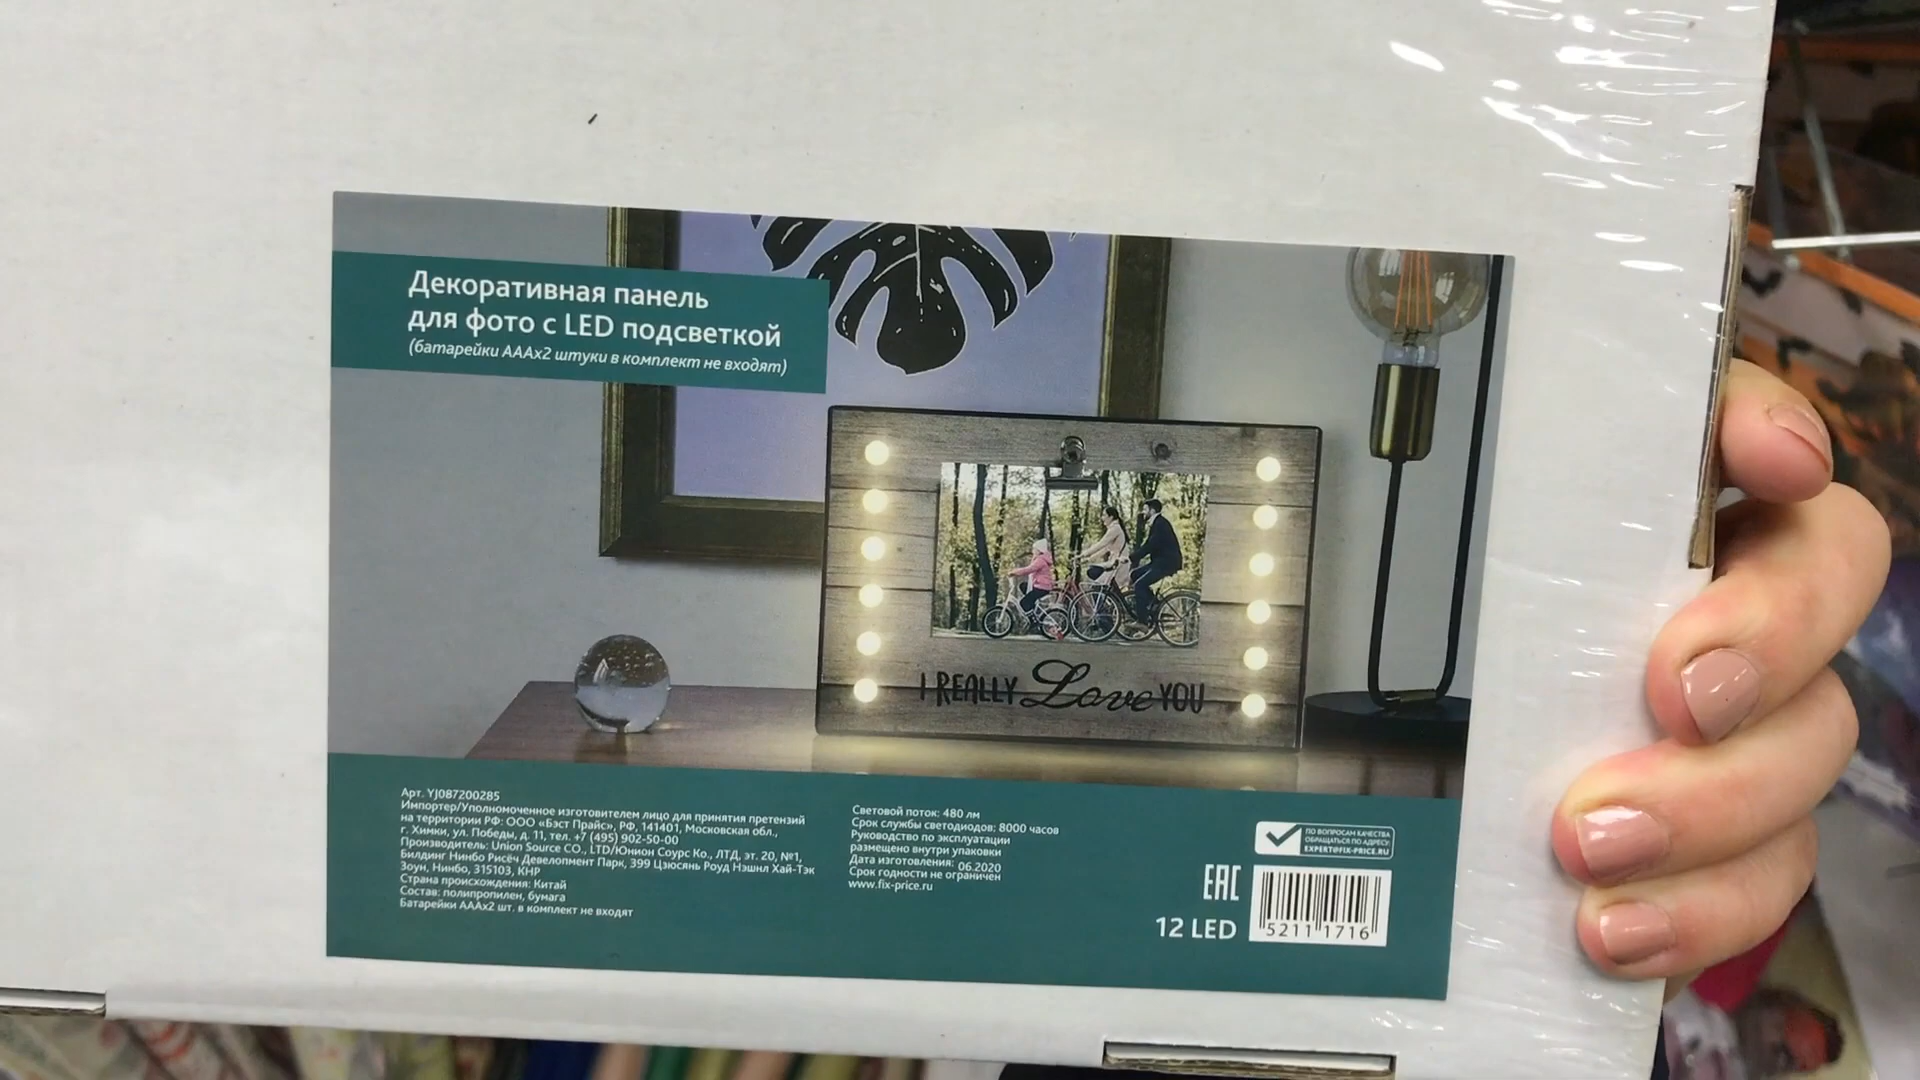 Декоративная панель
для фото с LED подсветкой
(батарейки AAAx2 штуки в комплект не входят)
I REALLY Love YOU
Арт. YJ087200285
Импортер/Уполномоченное изготовителем лицо для принятия претензий
на территории РФ: ООО «Бэст Прайс», РФ, 141401, Московская обл.,
г. Химки, ул. Победы, д. 11, тел. +7 (495) 902-50-00
Производитель: Union Source CO., LTD/Юнион Соурс Ко., ЛТД, эт. 20, №1,
Билдинг Нинбо Рисёч Девелопмент Парк, 399 Цзюсянь Роуд Нэшнл Хай-Тэк
Зоун, Нинбо, 315103, КНР
Страна происхождения: Китай
Состав: полипропилен, бумага
Батарейки AAAx2 шт. в комплект не входят
Световой поток: 480 лм
Срок службы светодиодов: 8000 часов
Руководство по эксплуатации
размещено внутри упаковки
Дата изготовления: 06.2020
Срок годности не ограничен
www.fix-price.ru
ПО ВОПРОСАМ КАЧЕСТВА
ОБРАЩАТЬСЯ ПО АДРЕСУ:
EXPERT@FIX-PRICE.RU
EAC
12 LED
5211 1716